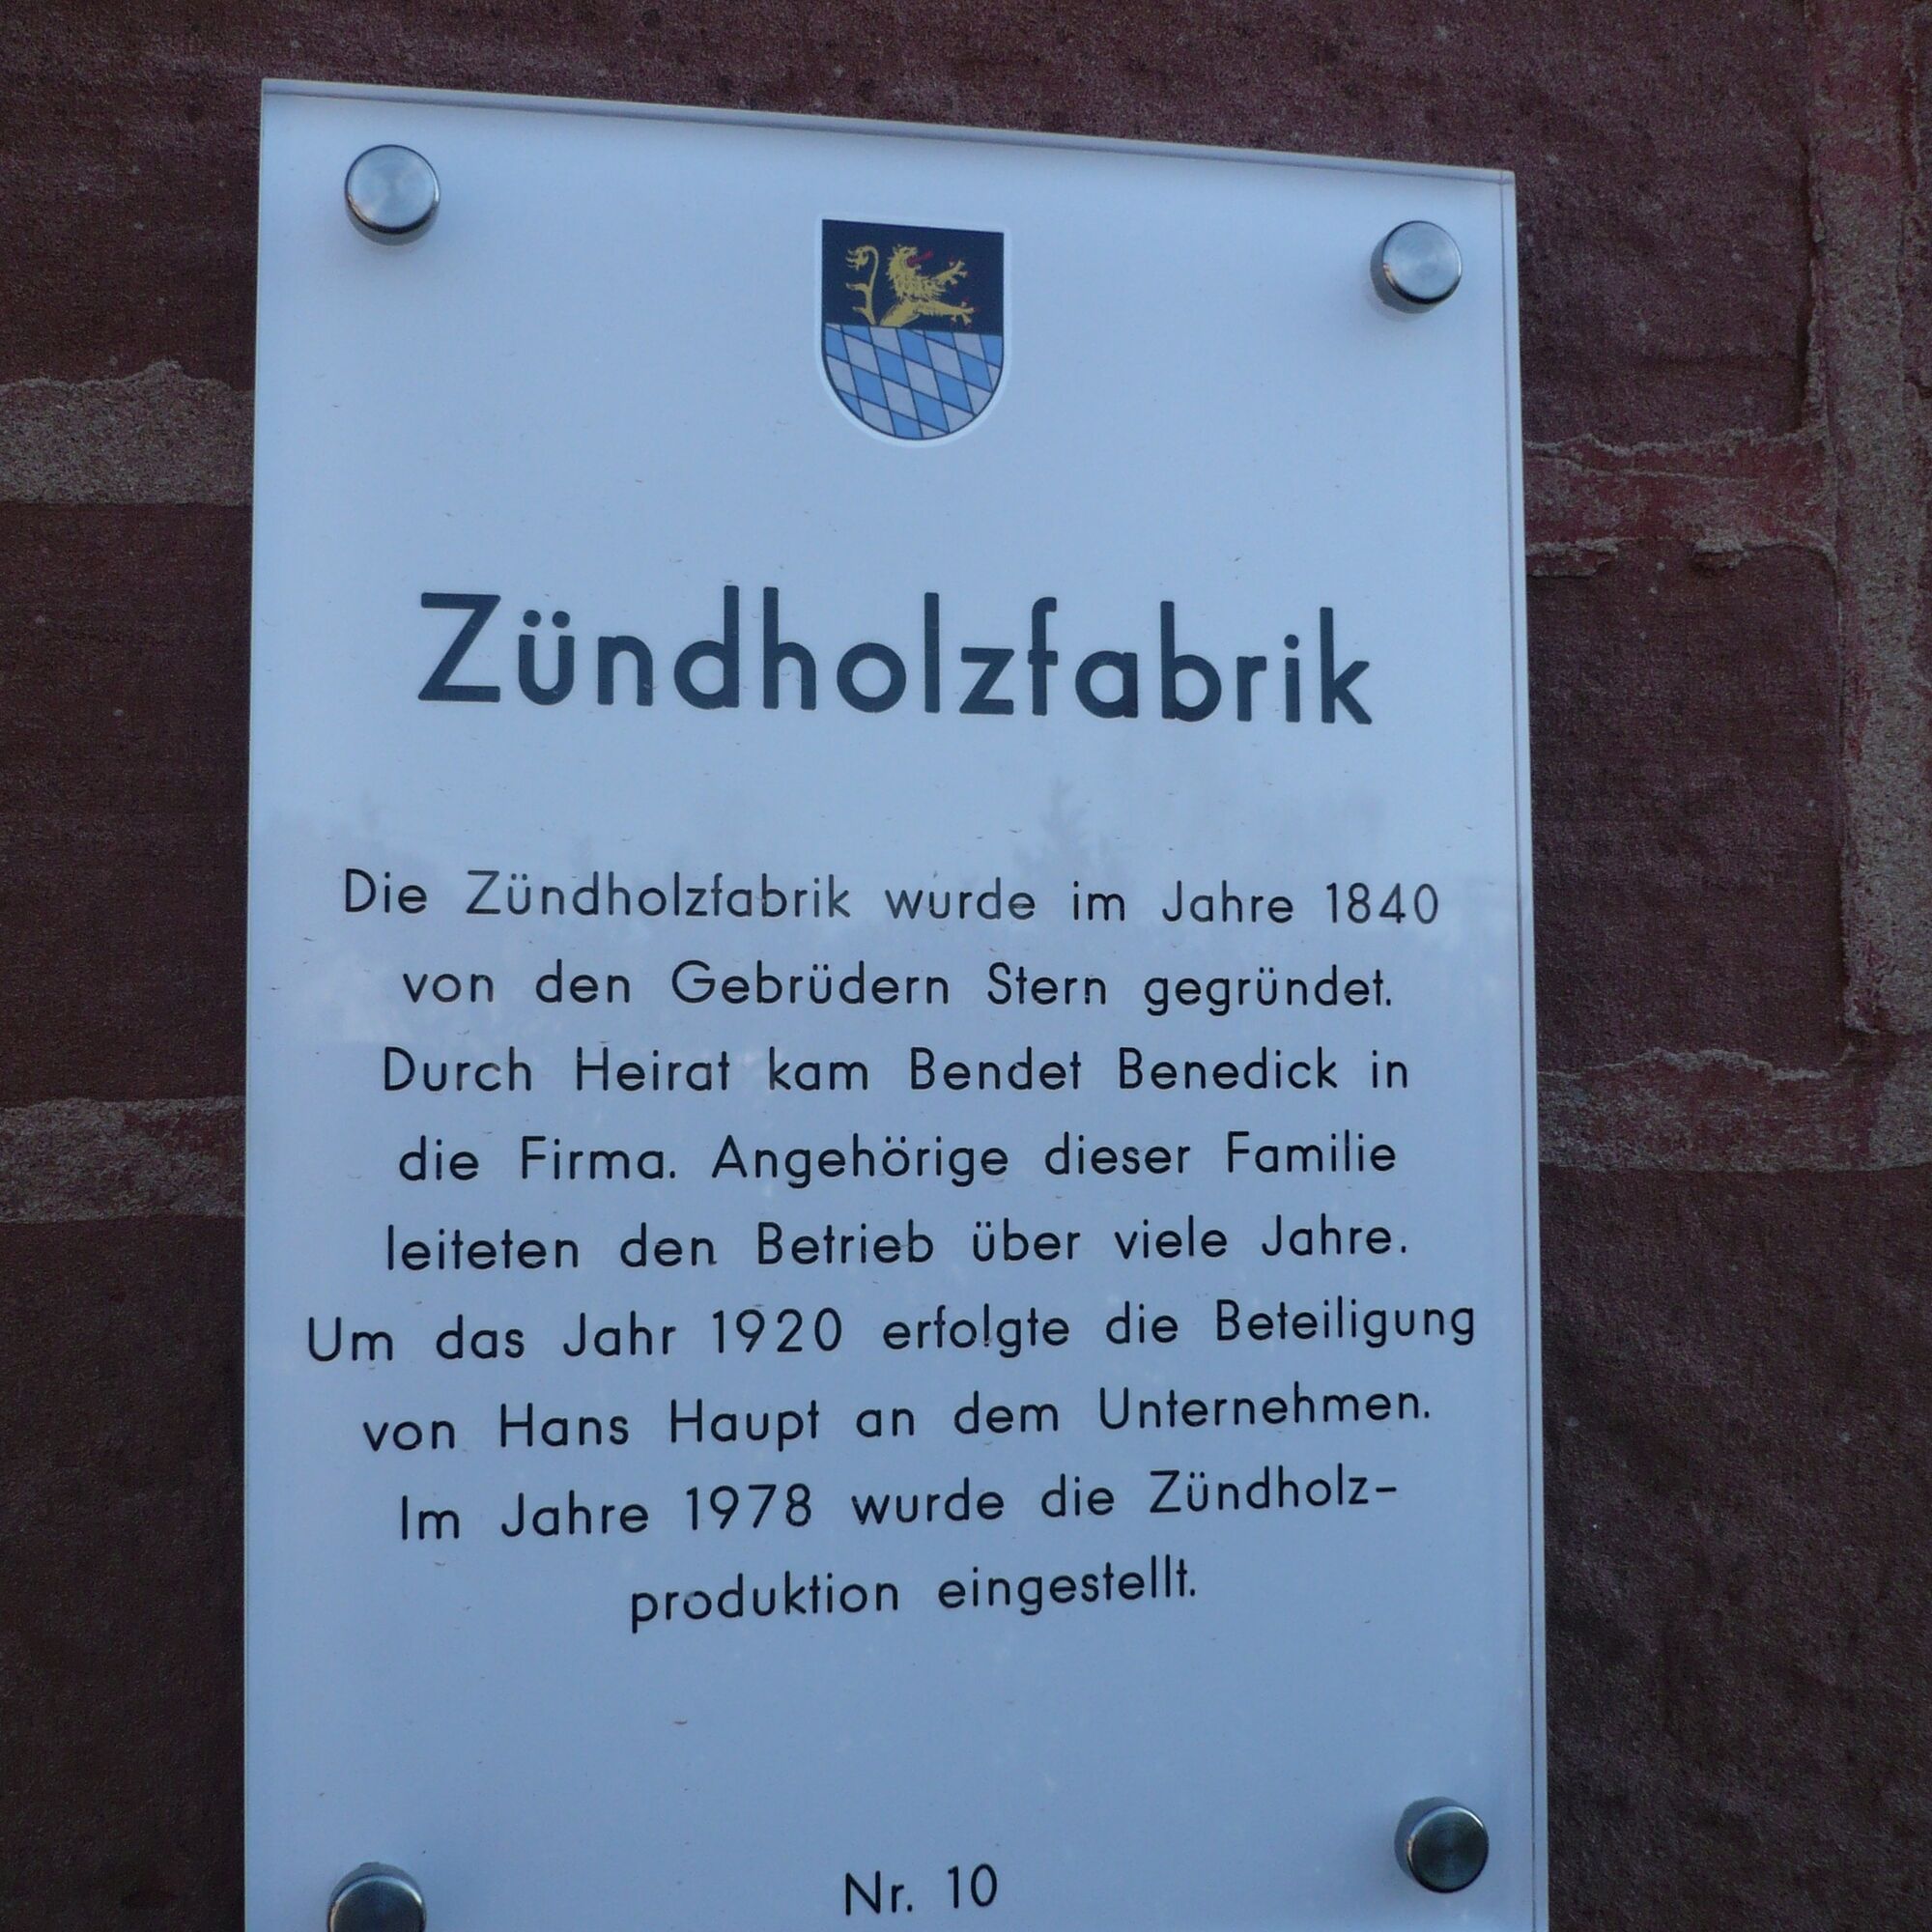 Zündholzfabrik
Die Zündholzfabrik wurde im Jahre 1840
von den Gebrüdern Stern gegründet.
Durch Heirat kam Bendet Benedick in
die Firma. Angehörige dieser Familie
leiteten den Betrieb über viele Jahre.
Um das Jahr 1920 erfolgte die Beteiligung
von Hans Haupt an dem Unternehmen.
Im Jahre 1978 wurde die Zündholz-
produktion eingestellt.
Nr. 10